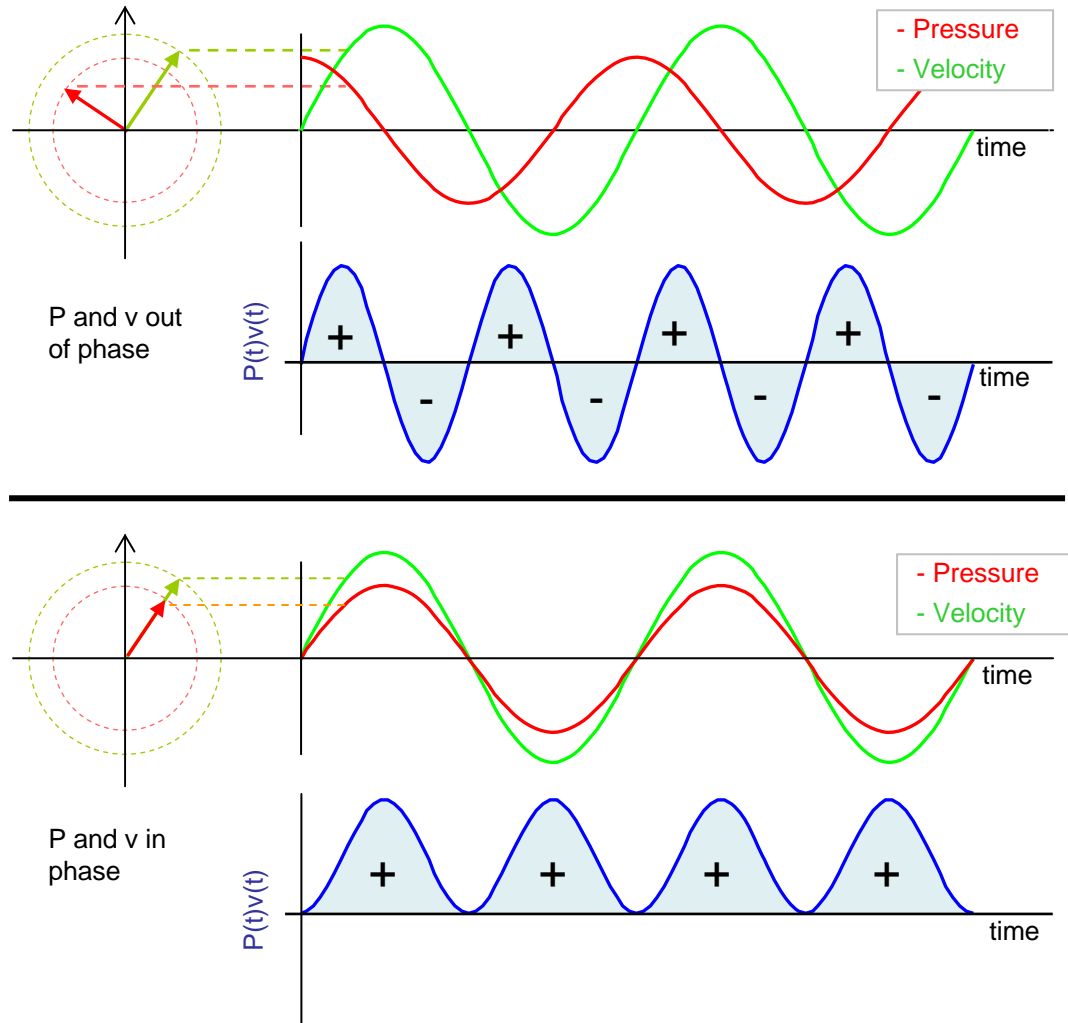 - Pressure
- Velocity
time
P and v out
of phase
P(t)v(t)
+
+
+
+
time
-
-
-
-
- Pressure
- Velocity
time
P and v in
phase
P(t)v(t)
+
+
+
+
time